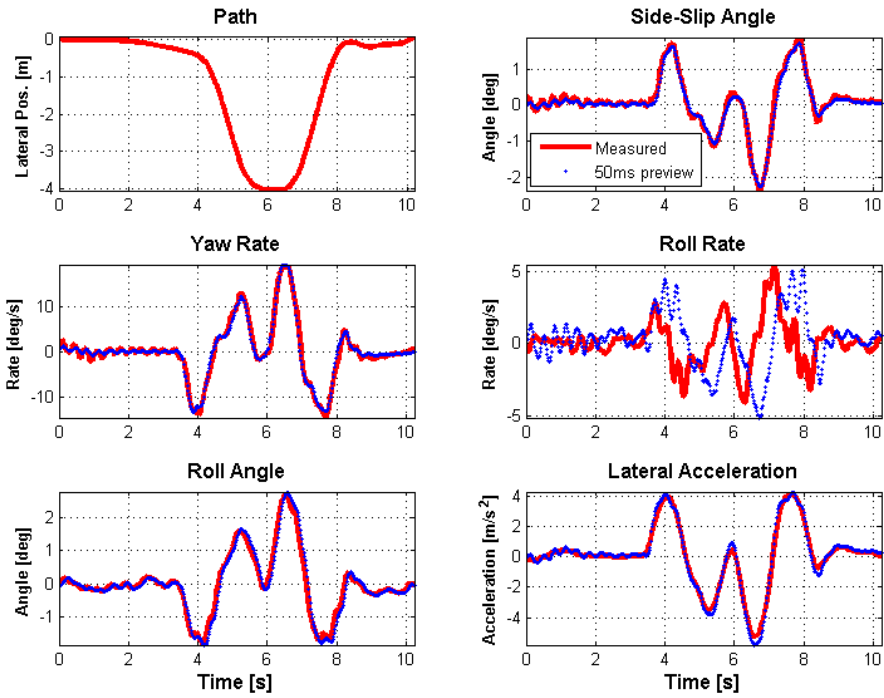 Path
Lateral Pos. [m]
0
-1
-2
-3
-4
0 2 4 6 8 10
Side-Slip Angle
Angle [deg]
1
0
-1
-2
Measured
50ms preview
0 2 4 6 8 10
Yaw Rate
Rate [deg/s]
10
0
-10
0 2 4 6 8 10
Roll Rate
Rate [deg/s]
5
0
-5
0 2 4 6 8 10
Roll Angle
Angle [deg]
2
1
0
-1
0 2 4 6 8 10
Time [s]
Lateral Acceleration
Acceleration [m/s²]
4
2
0
-2
-4
0 2 4 6 8 10
Time [s]